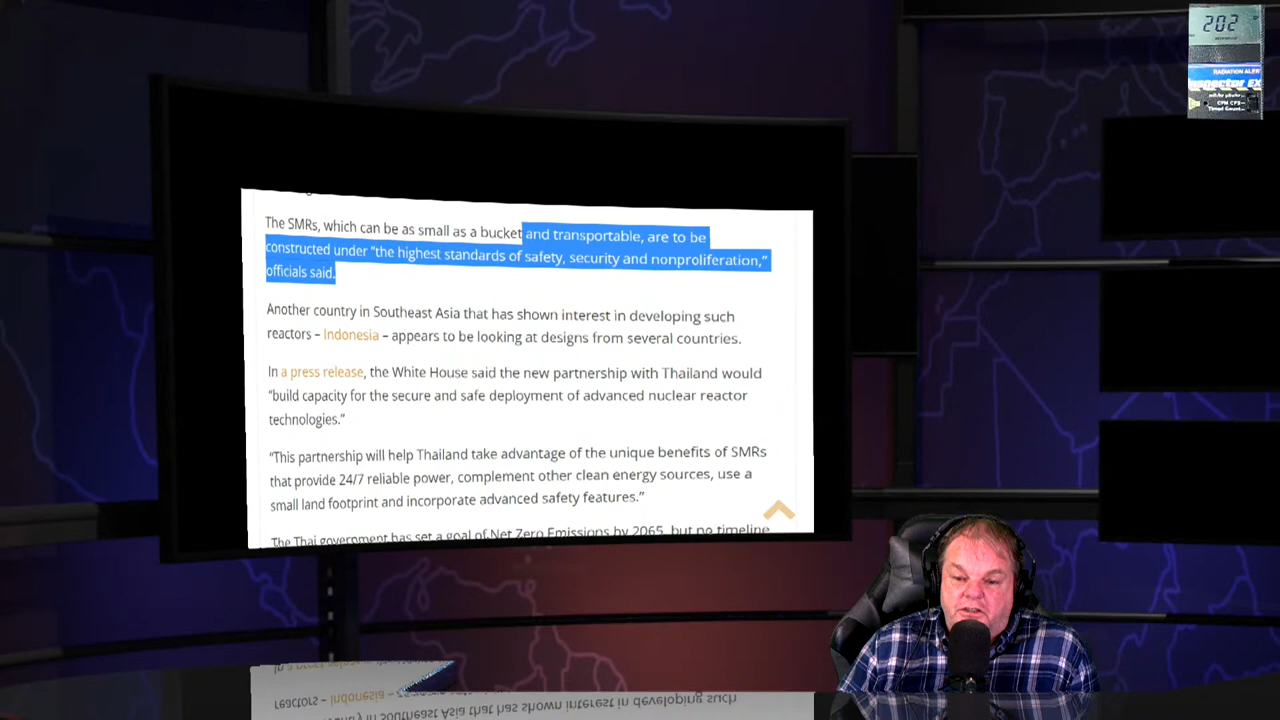 202
RADIATION ALERT
Inspector EX
CPM CPS
Timed Count
The SMRs, which can be as small as a bucket and transportable, are to be
constructed under “the highest standards of safety, security and nonproliferation,”
officials said.
Another country in Southeast Asia that has shown interest in developing such
reactors – Indonesia – appears to be looking at designs from several countries.
In a press release, the White House said the new partnership with Thailand would
“build capacity for the secure and safe deployment of advanced nuclear reactor
technologies.”
“This partnership will help Thailand take advantage of the unique benefits of SMRs
that provide 24/7 reliable power, complement other clean energy sources, use a
small land footprint and incorporate advanced safety features.”
The Thai government has set a goal of Net Zero Emissions by 2065, but no timeline